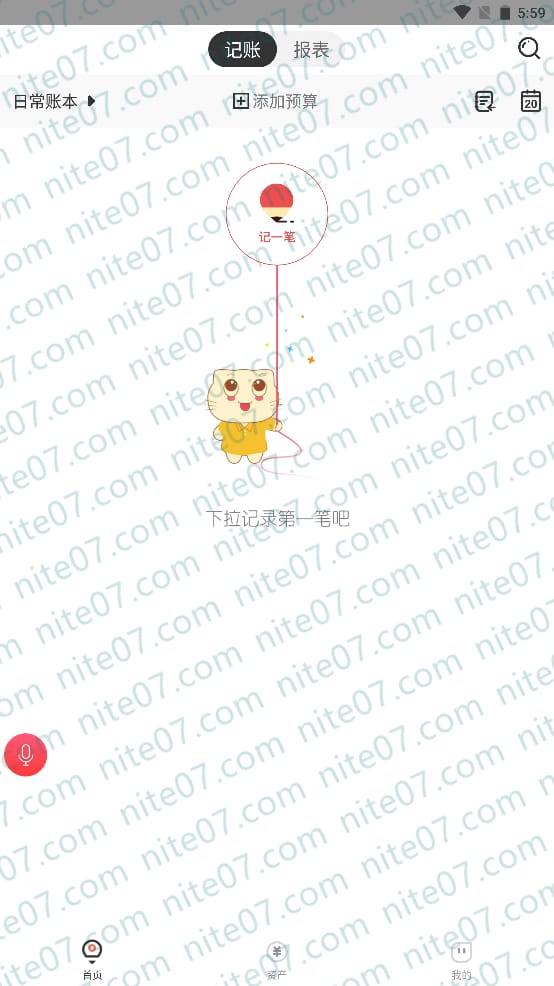 5:59
记账 报表
日常账本 添加预算 20
记一笔
下拉记录第一笔吧
首页 资产 我的
nite07.com